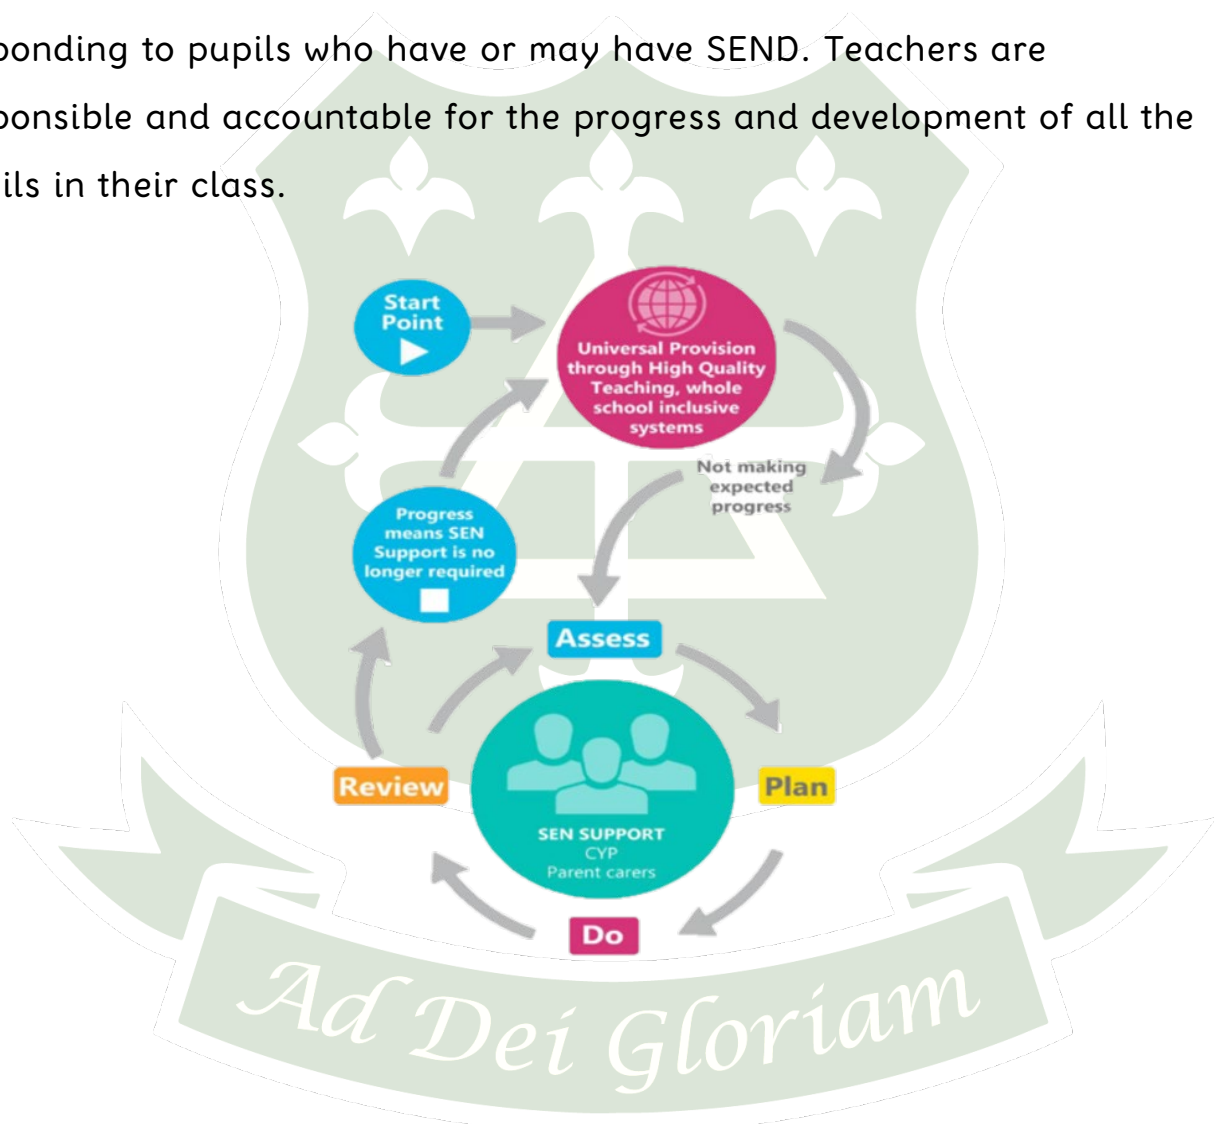 ponding to pupils who have or may have SEND. Teachers are
ponsible and accountable for the progress and development of all the
ils in their class.
Start
Point
Universal Provision
through High Quality
Teaching, whole
school inclusive
systems
Not making
expected
progress
Progress
means SEN
Support is no
longer required
Assess
Review
Plan
SEN SUPPORT
CYP
Parent carers
Do
Ad Dei Gloriam